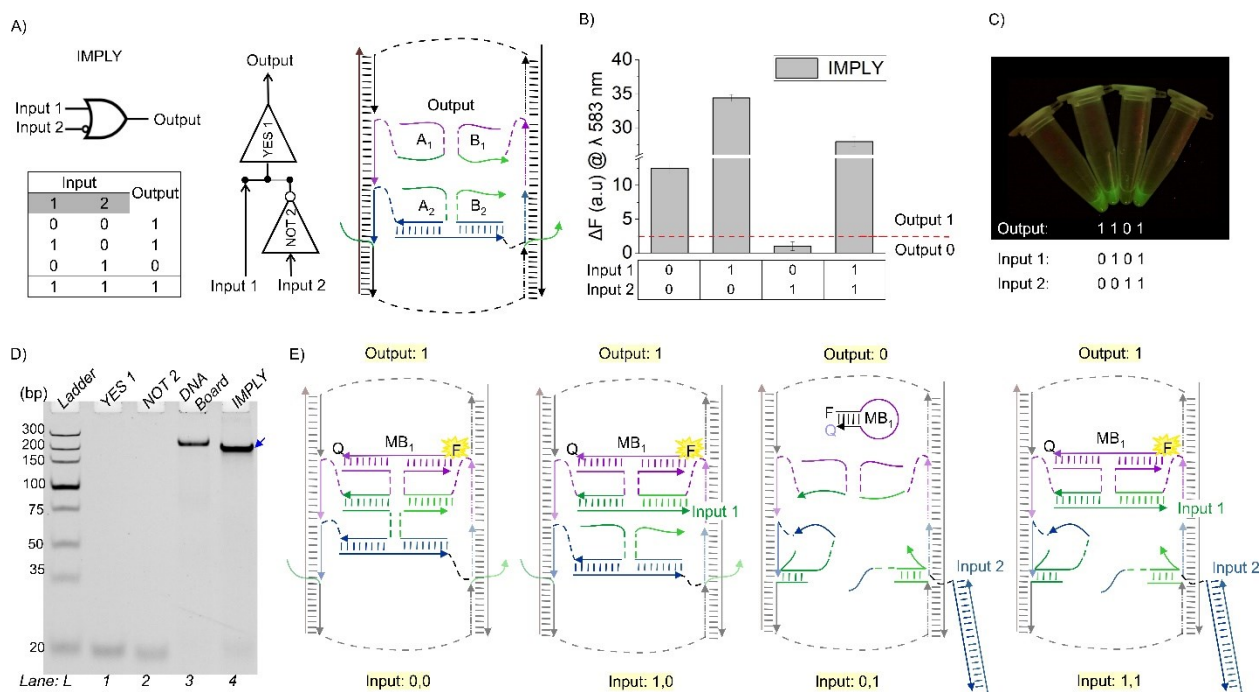 A)
IMPLY
Input 1
Input 2
Output
Input
Output
1 2
0 0 1
1 0 1
0 1 0
1 1 1
Output
YES 1
NOT 2
Input 1
Input 2
Output
A1 B1
A2 B2
B)
IMPLY
ΔF (a.u) @ λ 583 nm
40
35
30
25
15
10
5
0
Output 1
Output 0
Input 1 0 1 0 1
Input 2 0 0 1 1
C)
Output: 1 1 0 1
Input 1: 0 1 0 1
Input 2: 0 0 1 1
D)
(bp)
Ladder
YES 1
NOT 2
DNA
Board
IMPLY
300
200
150
100
75
50
35
20
Lane: L 1 2 3 4
E)
Output: 1
Q MB1 F
Input: 0,0
Output: 1
Q MB1 F
Input 1
Input: 1,0
Output: 0
F MB1
Q
Input 2
Input: 0,1
Output: 1
Q MB1 F
Input 1
Input 2
Input: 1,1